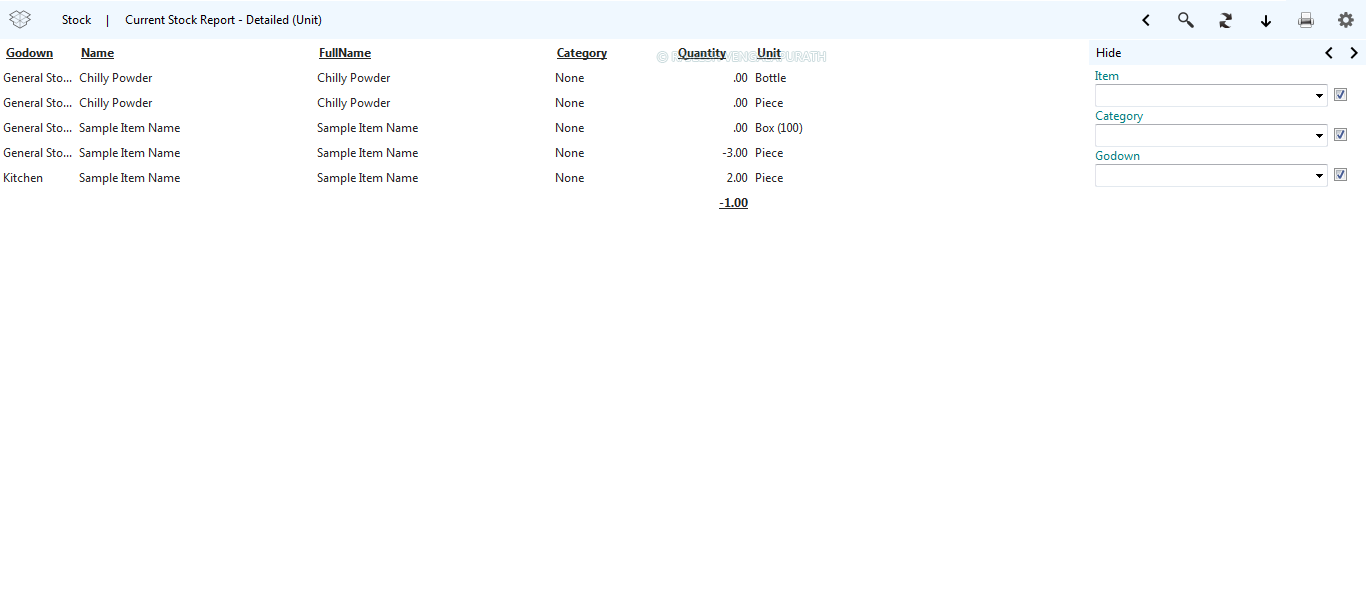 Stock | Current Stock Report - Detailed (Unit)
Godown Name FullName Category Quantity Unit
General Sto... Chilly Powder Chilly Powder None .00 Bottle
General Sto... Chilly Powder Chilly Powder None .00 Piece
General Sto... Sample Item Name Sample Item Name None .00 Box (100)
General Sto... Sample Item Name Sample Item Name None -3.00 Piece
Kitchen Sample Item Name Sample Item Name None 2.00 Piece
-1.00
Hide
Item
Category
Godown